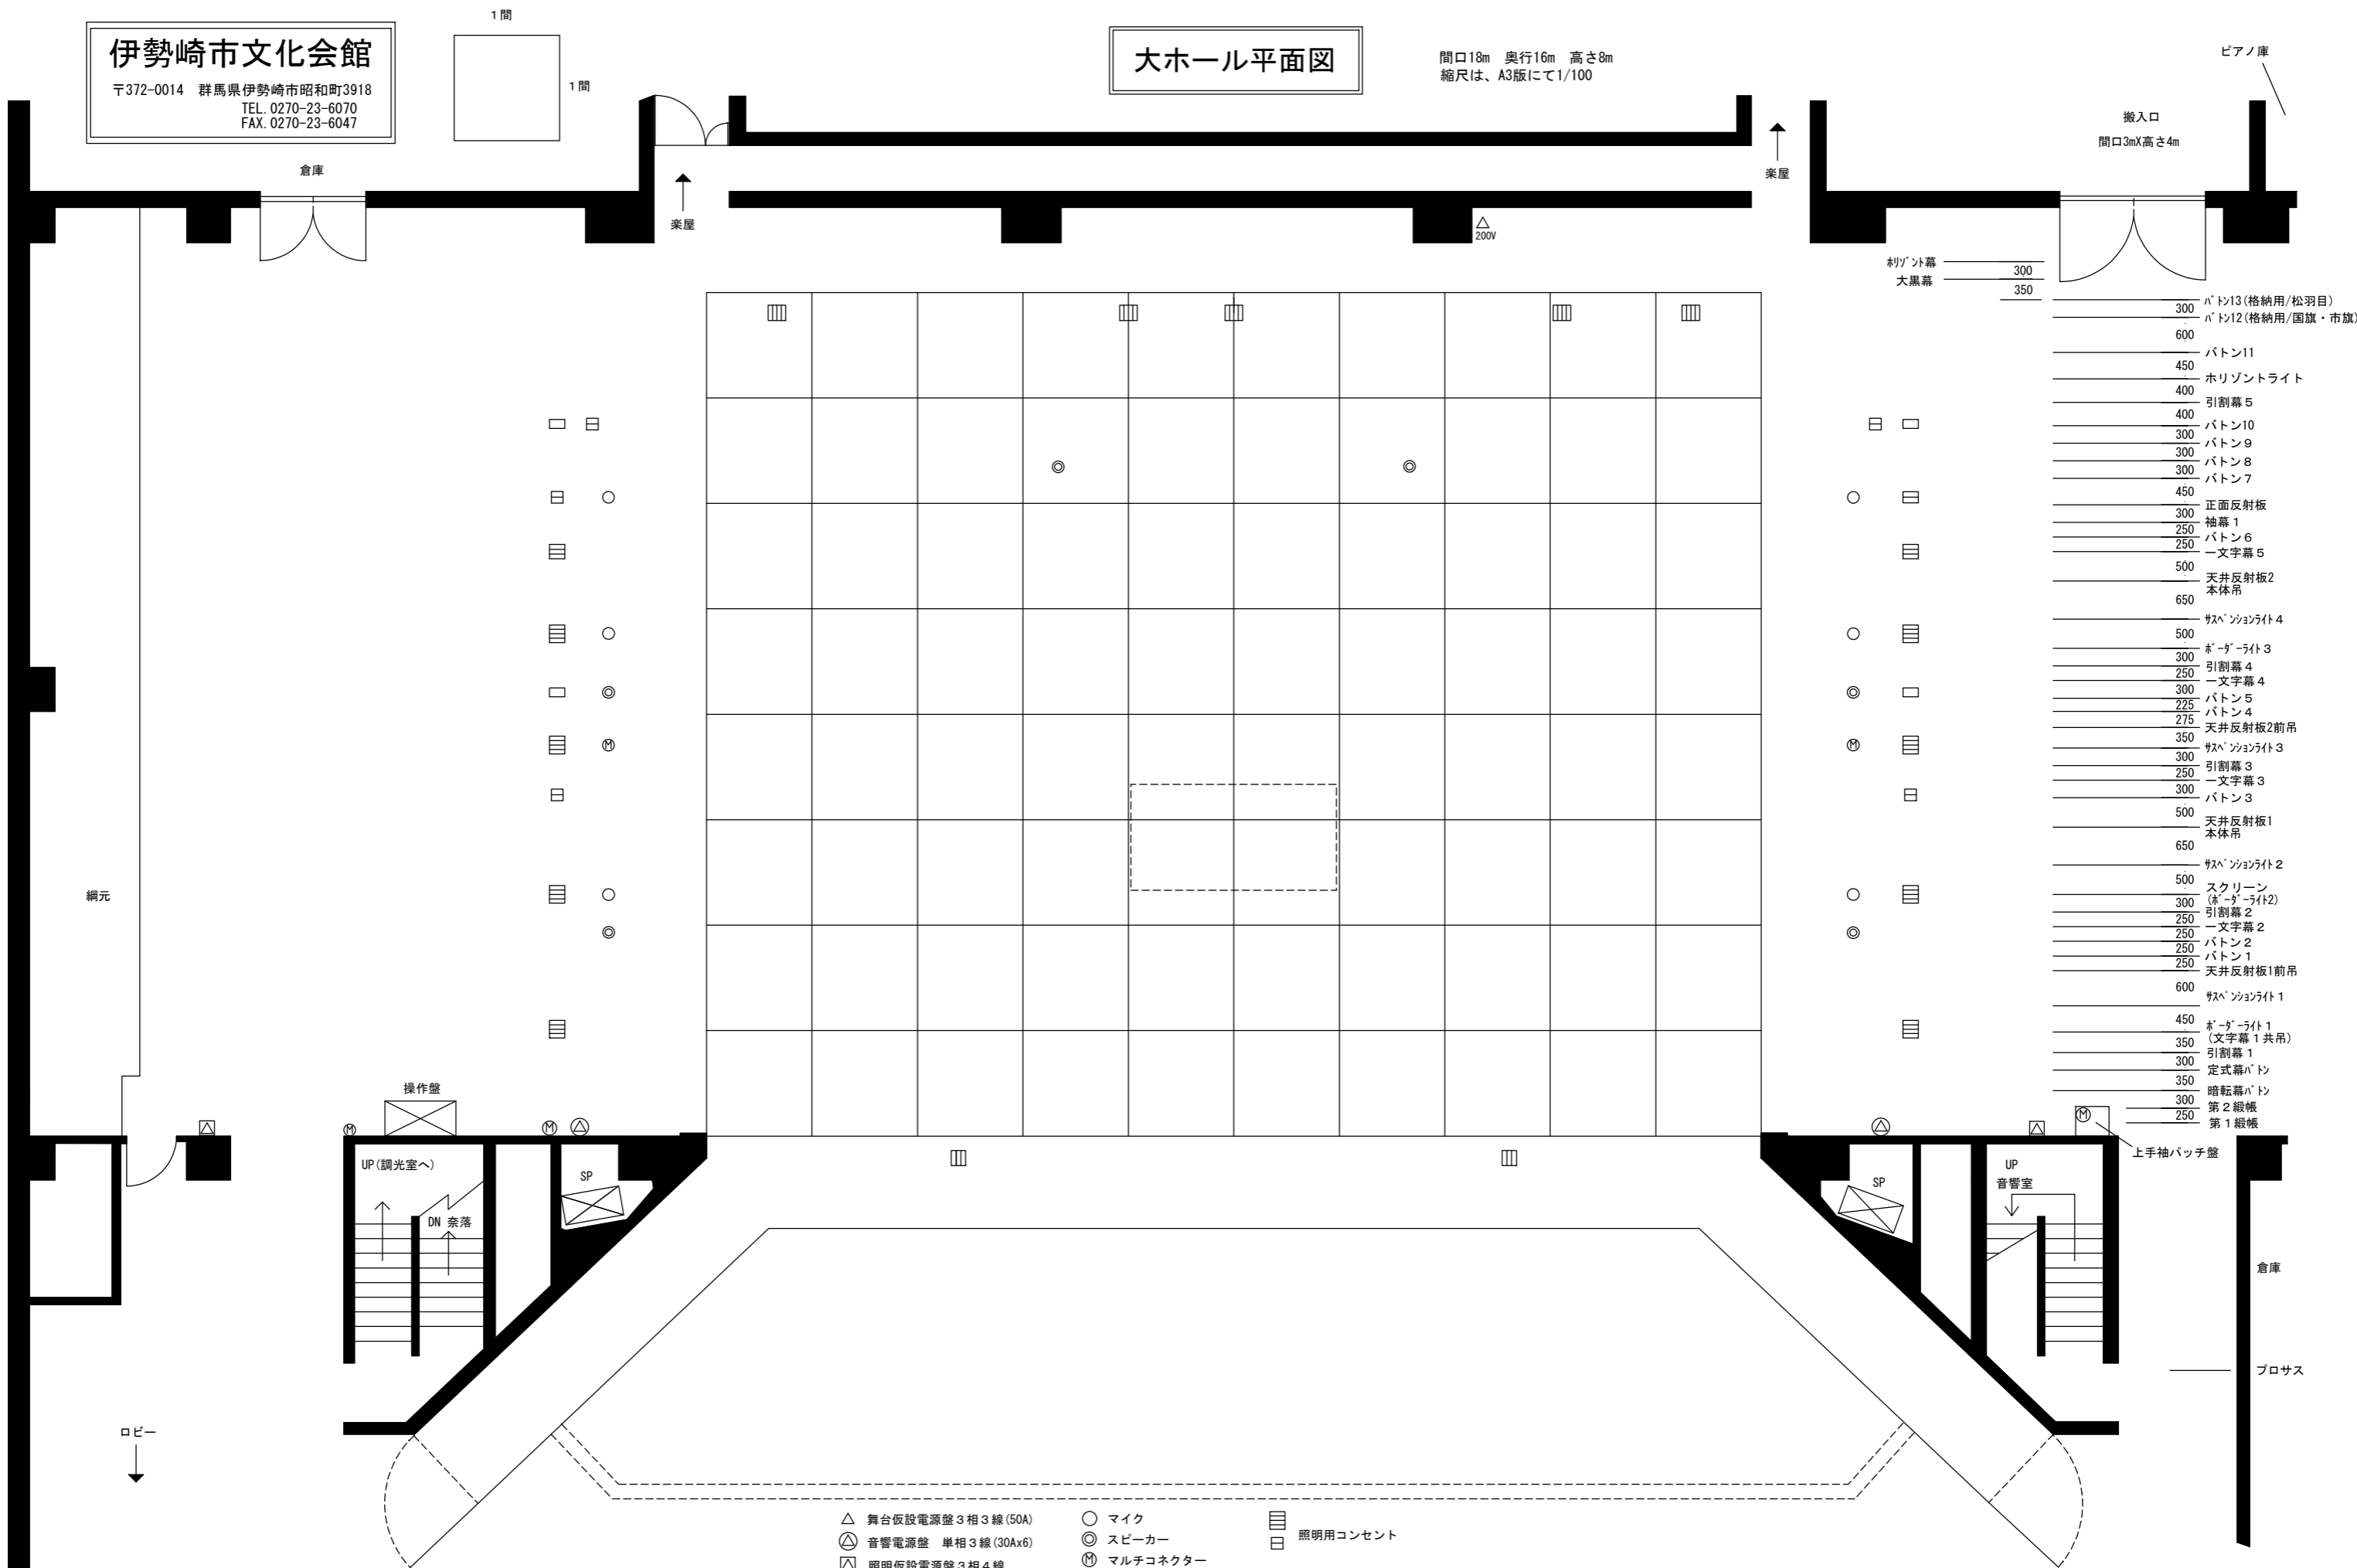 伊勢崎市文化会館
〒372-0014　群馬県伊勢崎市昭和町3918
TEL. 0270-23-6070
FAX. 0270-23-6047
1間
1間
大ホール平面図
間口18m　奥行16m　高さ8m
縮尺は、A3版にて1/100
ピアノ庫
搬入口
間口3mX高さ4m
倉庫
楽屋
楽屋
200V
ﾎﾘｿﾞﾝﾄ幕
300
大黒幕
350
ﾊﾞﾄﾝ13(格納用/松羽目)
300
ﾊﾞﾄﾝ12(格納用/国旗・市旗)
600
バトン11
450
ホリゾントライト
400
引割幕5
400
バトン10
300
バトン9
300
バトン8
300
バトン7
450
正面反射板
300
袖幕1
250
バトン6
250
一文字幕5
500
天井反射板2
本体吊
650
ｻｽﾍﾟﾝｼｮﾝﾗｲﾄ4
500
ﾎﾞｰﾀﾞｰﾗｲﾄ3
300
引割幕4
250
一文字幕4
300
バトン5
225
バトン4
275
天井反射板2前吊
350
ｻｽﾍﾟﾝｼｮﾝﾗｲﾄ3
300
引割幕3
250
一文字幕3
300
バトン3
500
天井反射板1
本体吊
650
ｻｽﾍﾟﾝｼｮﾝﾗｲﾄ2
500
スクリーン
(ﾎﾞｰﾀﾞｰﾗｲﾄ2)
300
引割幕2
250
一文字幕2
250
バトン2
250
バトン1
250
天井反射板1前吊
600
ｻｽﾍﾟﾝｼｮﾝﾗｲﾄ1
450
ﾎﾞｰﾀﾞｰﾗｲﾄ1
(文字幕1共吊)
350
引割幕1
300
定式幕ﾊﾞﾄﾝ
350
暗転幕ﾊﾞﾄﾝ
300
第2緞帳
250
第1緞帳
M
M
綱元
操作盤
M
M
M
上手袖パッチ盤
UP(調光室へ)
DN 奈落
SP
SP
UP
音響室
倉庫
プロサス
ロビー
舞台仮設電源盤3相3線(50A)
音響電源盤　単相3線(30Ax6)
照明仮設電源盤3相4線
マイク
スピーカー
M マルチコネクター
照明用コンセント